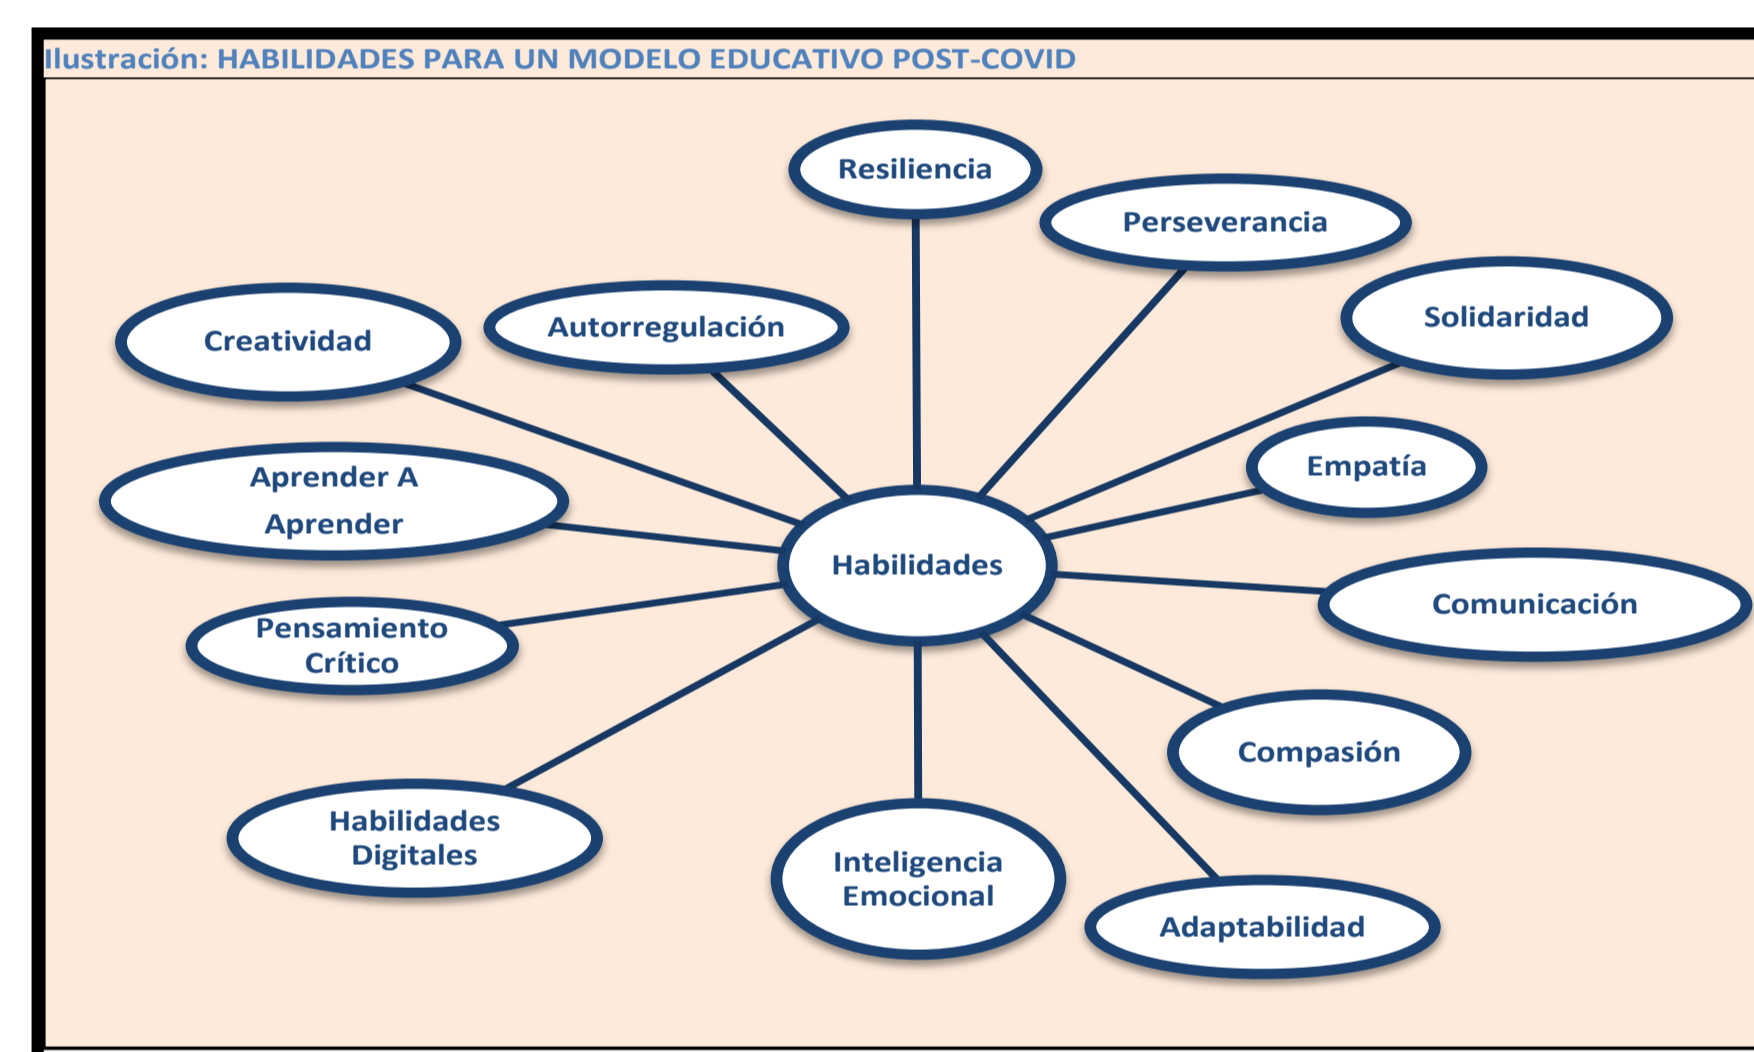 Ilustración: HABILIDADES PARA UN MODELO EDUCATIVO POST-COVID
Resiliencia
Perseverancia
Solidaridad
Autorregulación
Creatividad
Empatía
Aprender A
Aprender
Habilidades
Comunicación
Pensamiento
Crítico
Compasión
Habilidades
Digitales
Inteligencia
Emocional
Adaptabilidad